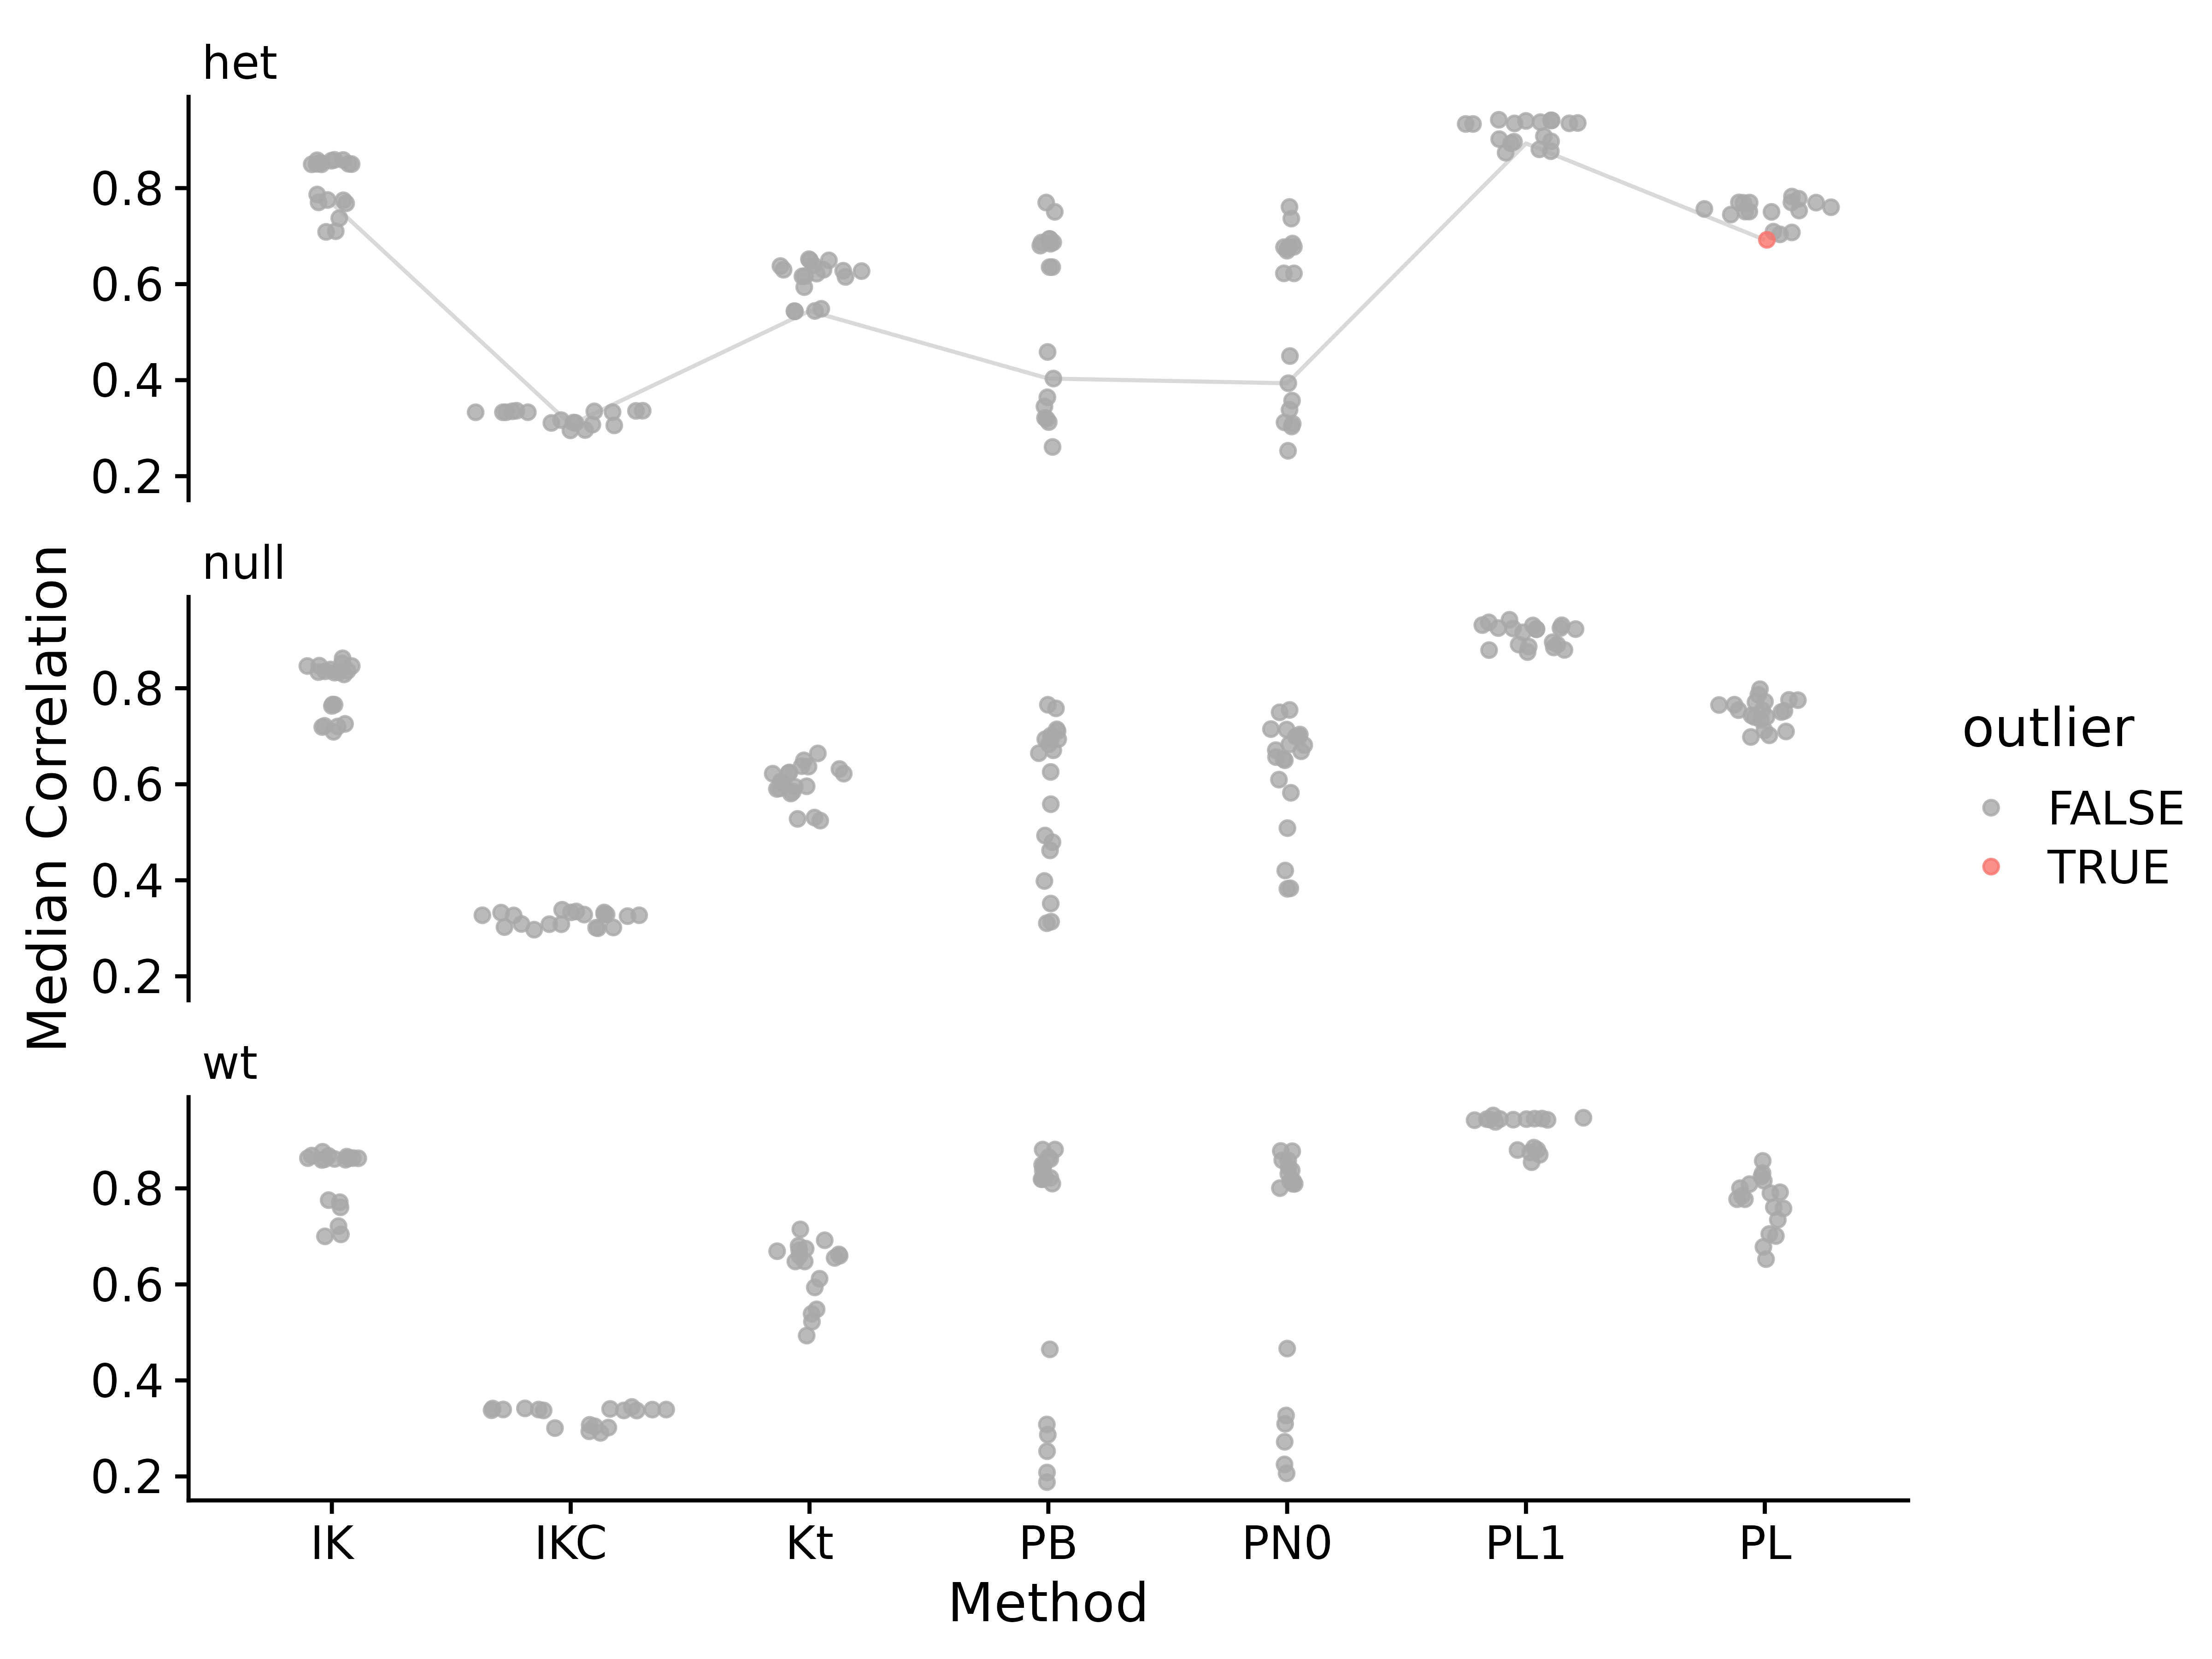 het
0.8
0.6
0.4
0.2
null
0.8
0.6
0.4
0.2
wt
0.8
0.6
0.4
0.2
Median Correlation
IK IKC Kt PB PN0 PL1 PL
Method
outlier
FALSE
TRUE